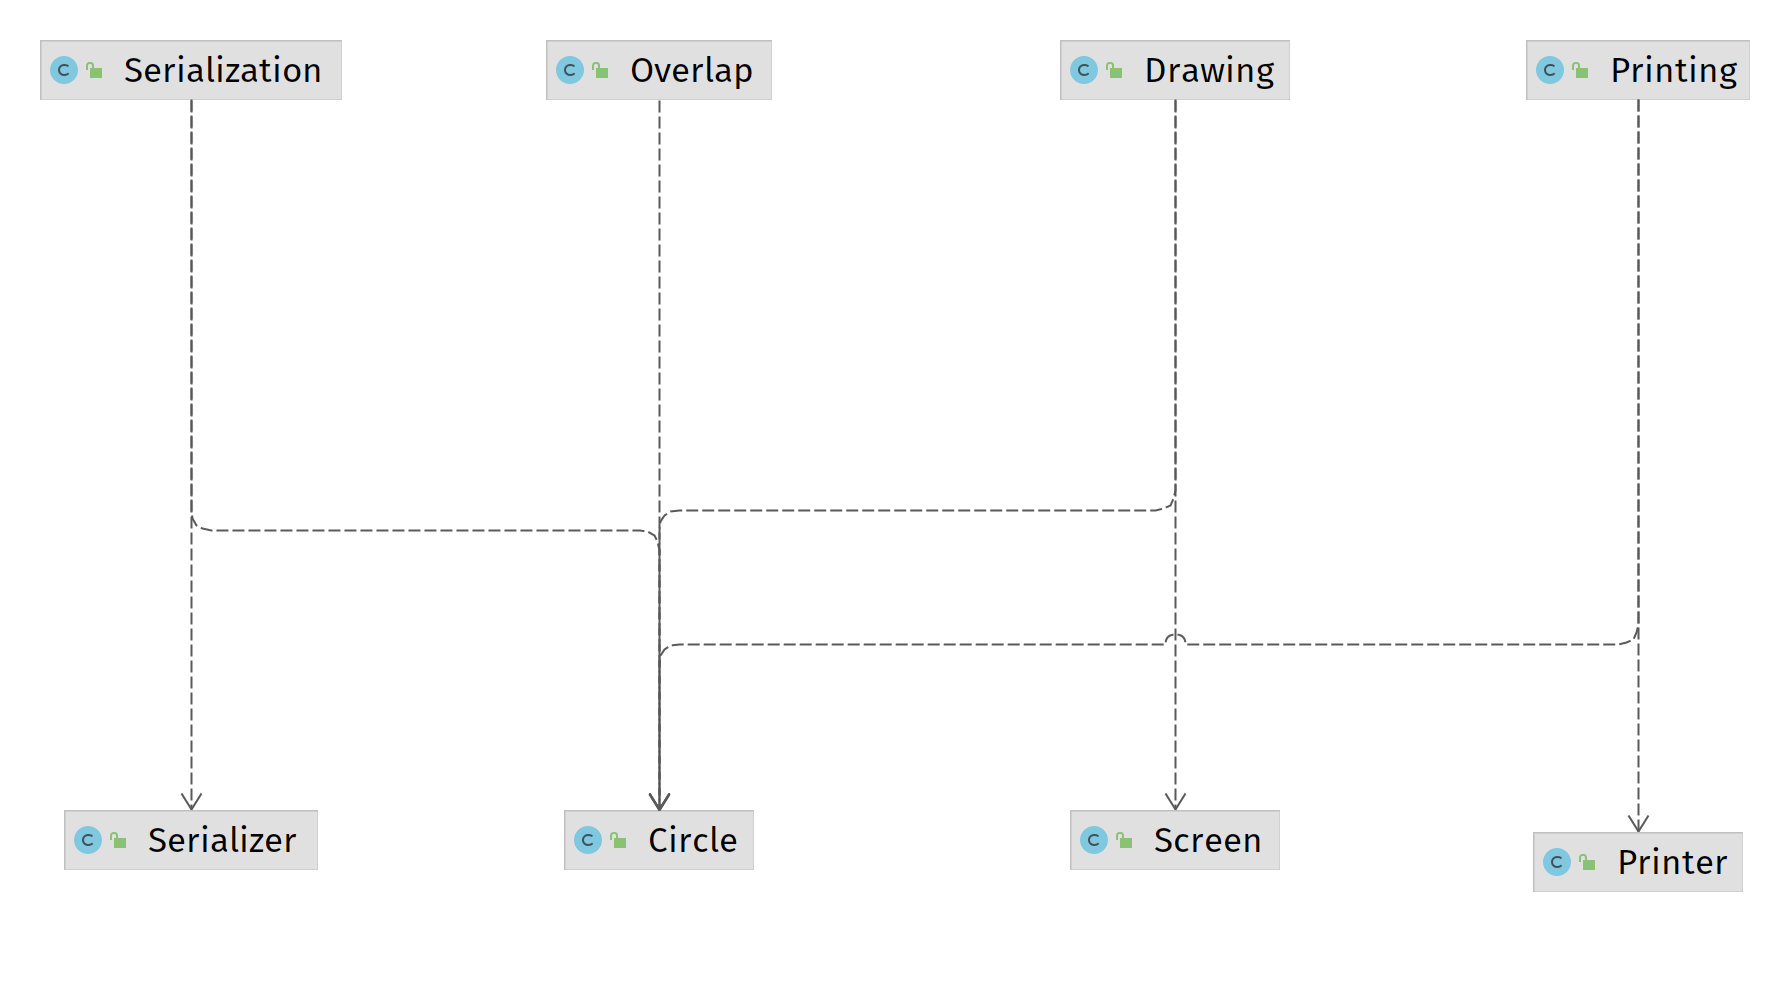 C Serialization
C Overlap
C Drawing
C Printing
C Serializer
C Circle
C Screen
C Printer